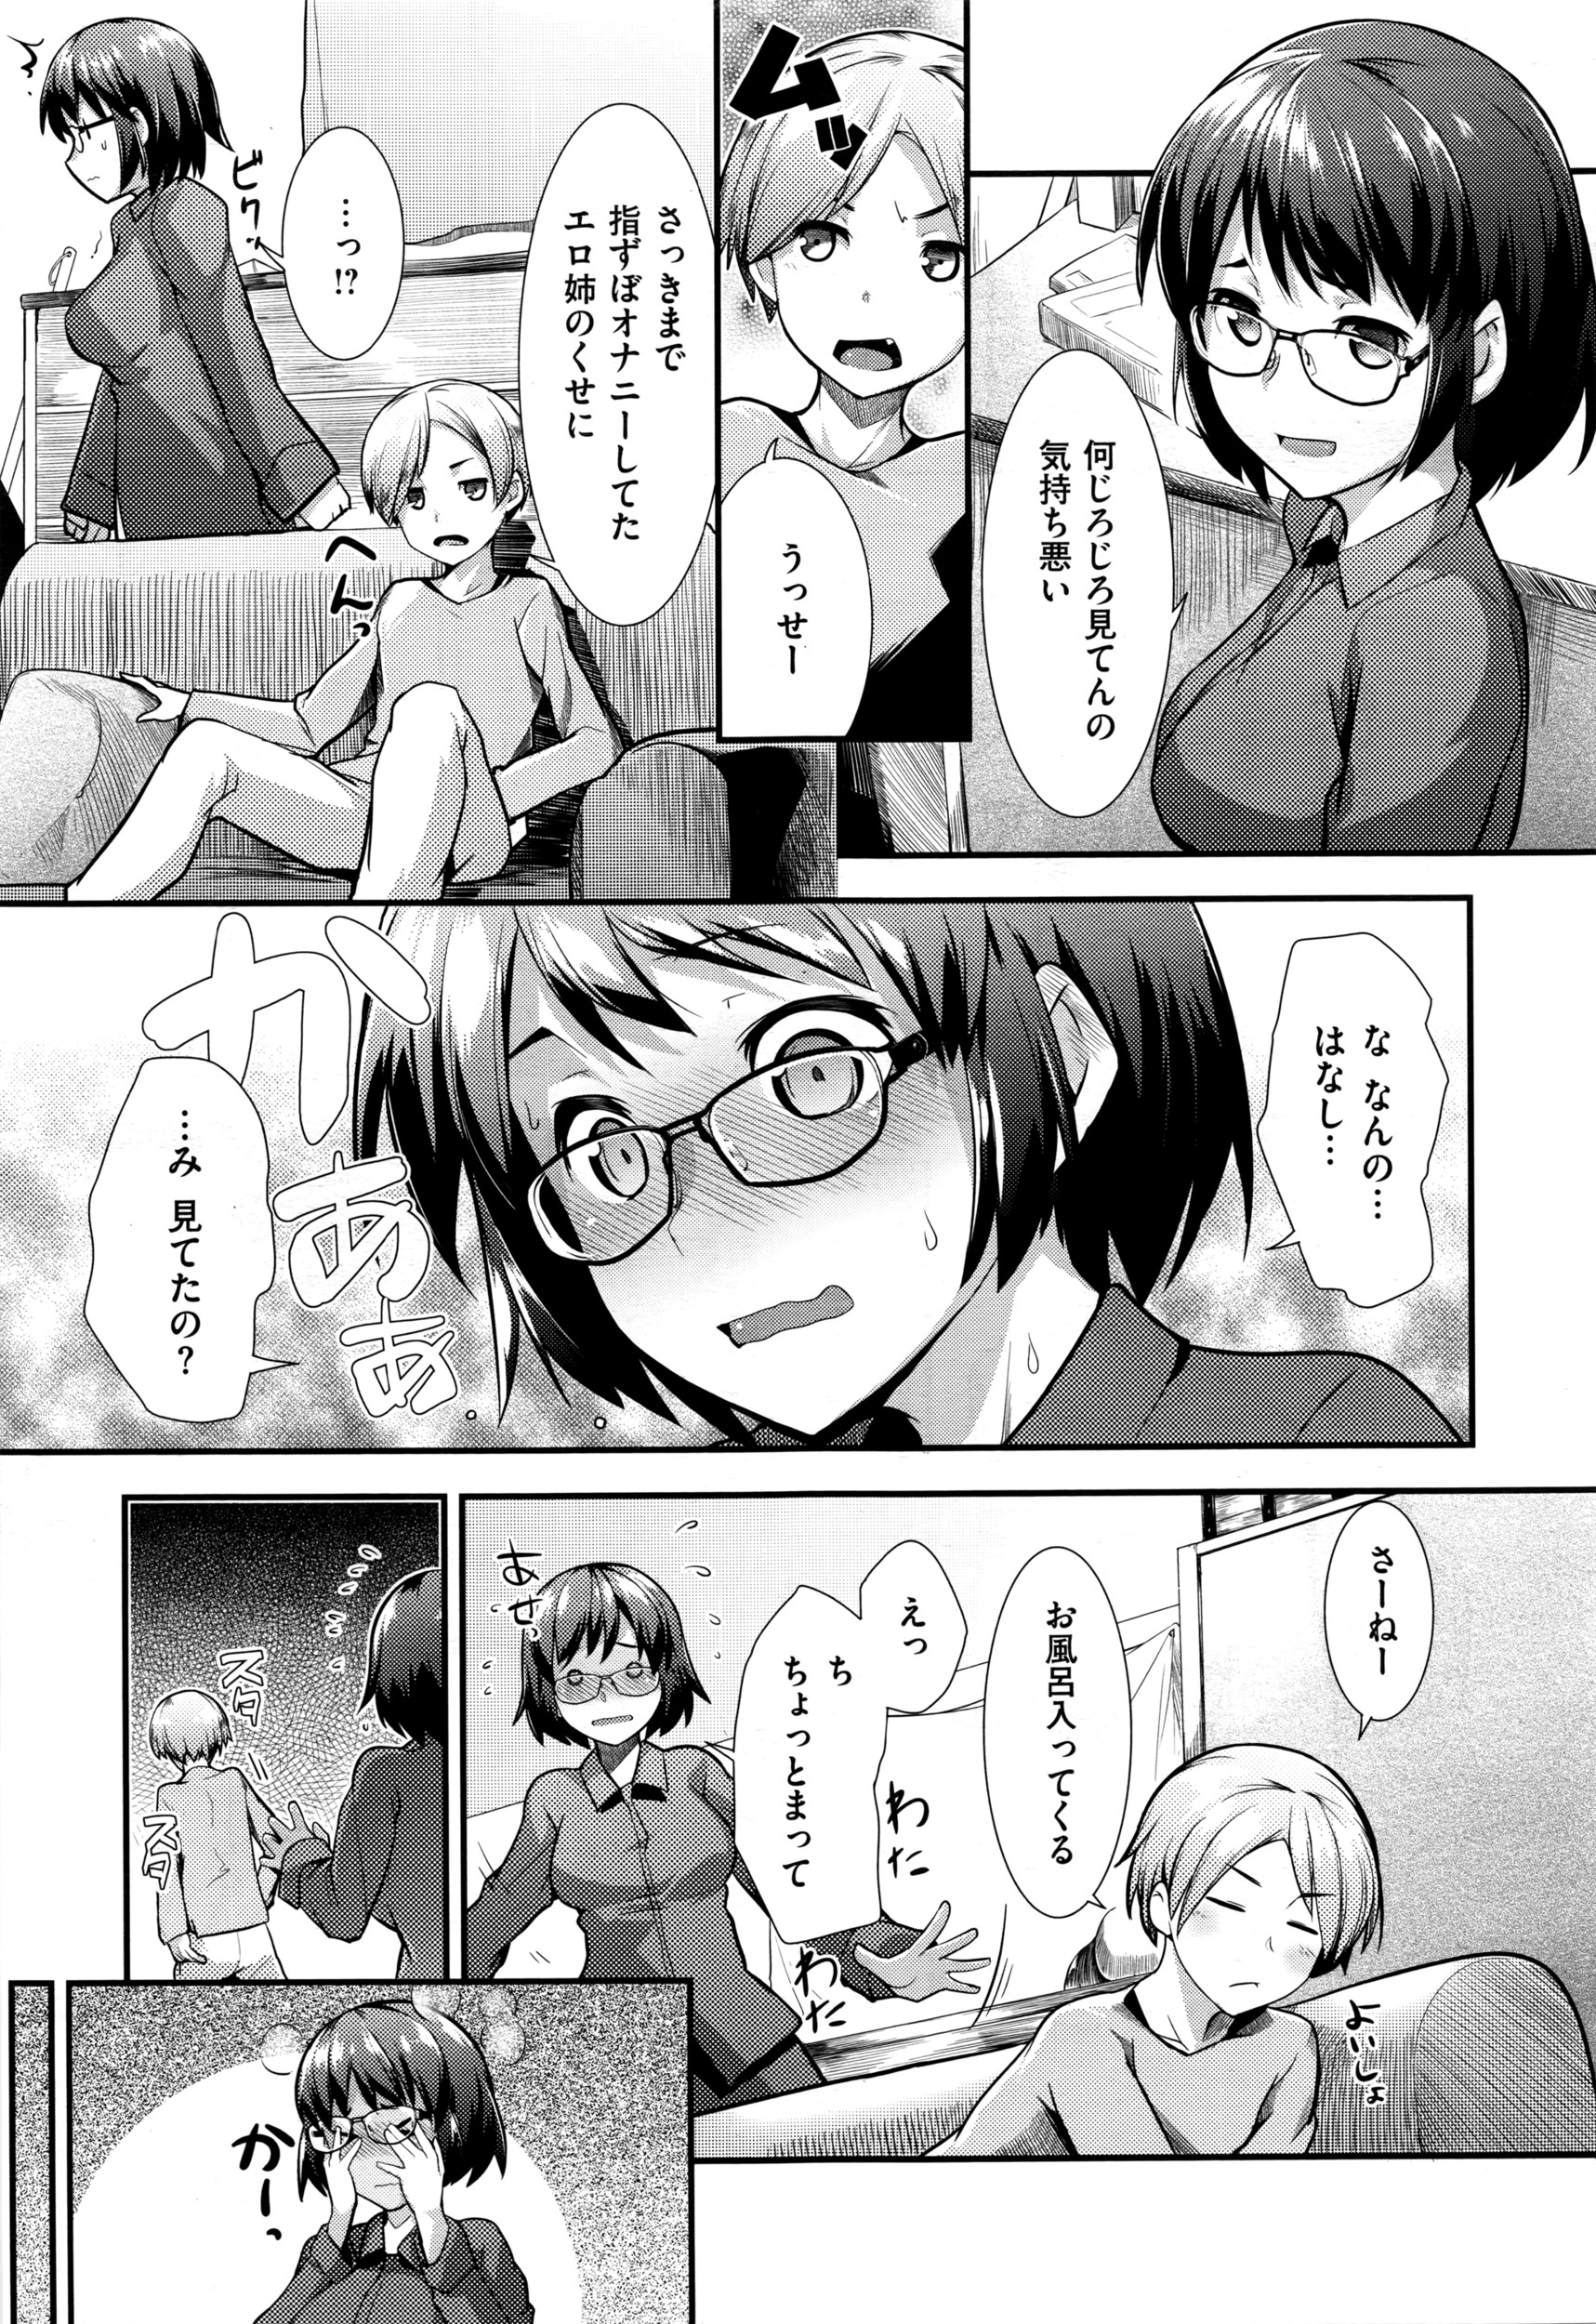 何じろじろ見てんの
気持ち悪い
ムッ
うっせー
さっきまで
指ずぼオナニーしてた
エロ姉のくせに
へんっ
…っ!?
ビクッ
な なんの…
はなし…
かあぁ
…み 見てたの?
さーねー
お風呂入ってくる
よいしょ
えっ
ち
ちょっとまって
わた
わた
あせっ
スタ
スタ
かーっ